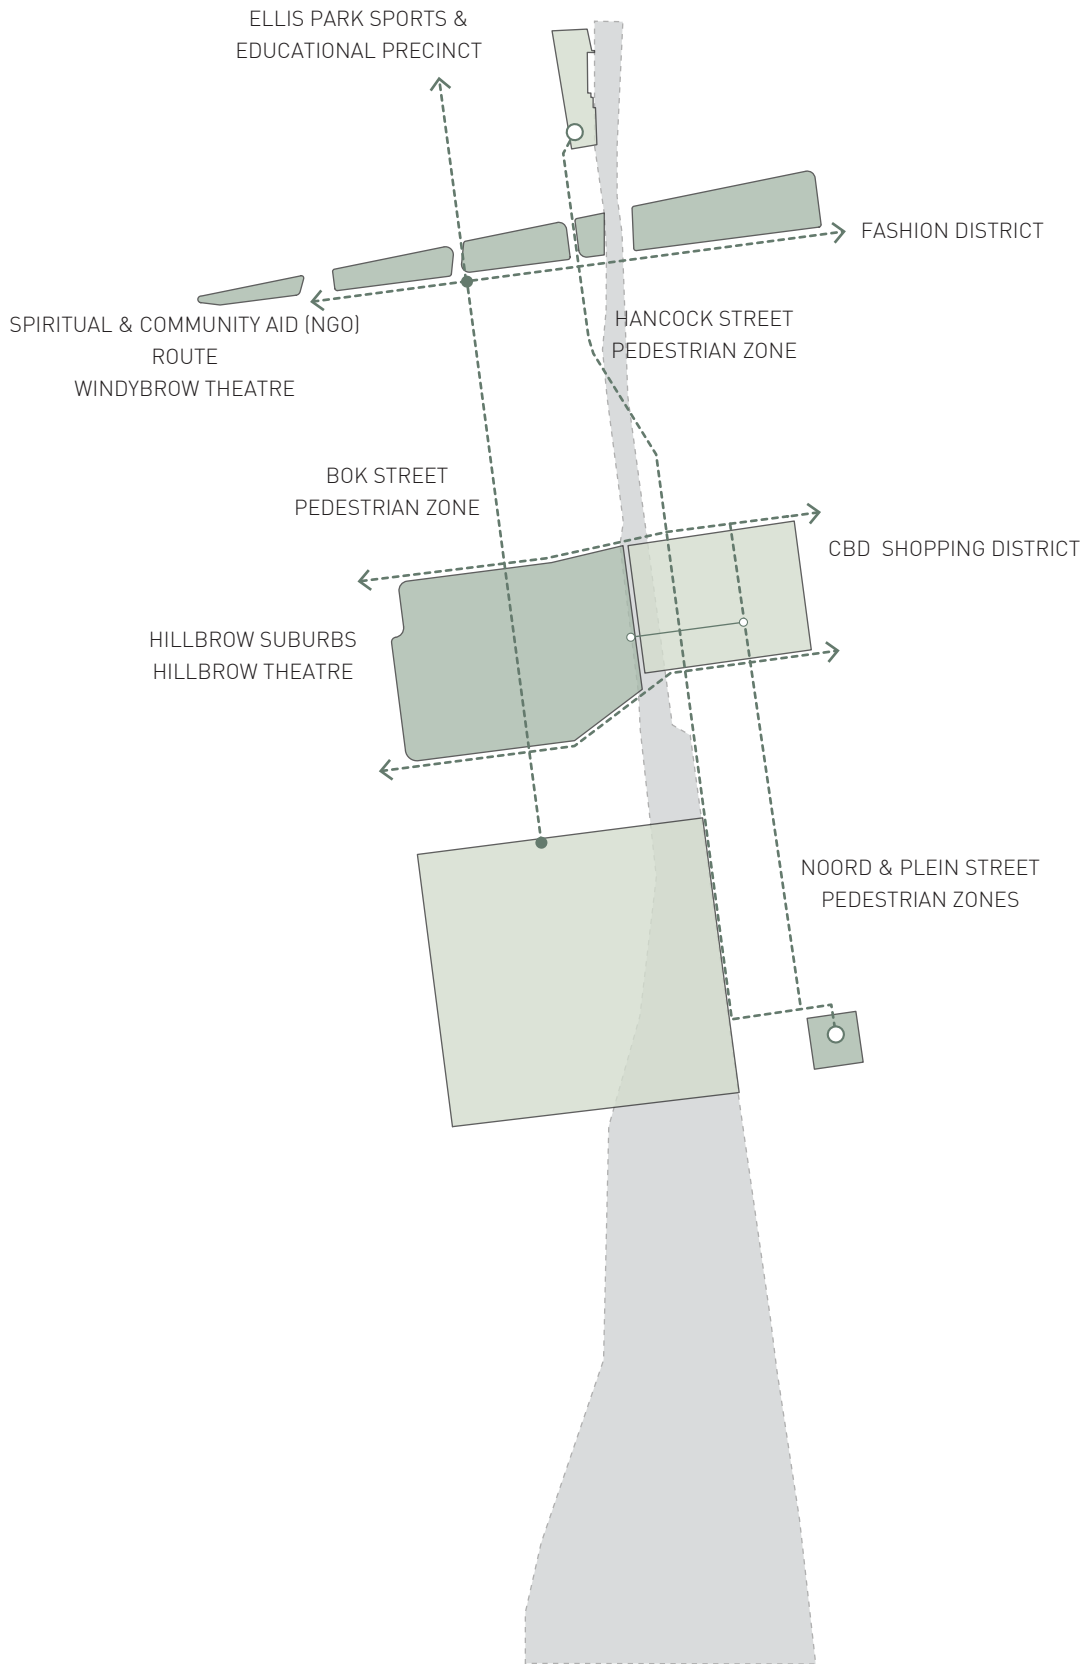 ELLIS PARK SPORTS &
EDUCATIONAL PRECINCT
FASHION DISTRICT
SPIRITUAL & COMMUNITY AID (NGO)
ROUTE
WINDYBROW THEATRE
HANCOCK STREET
PEDESTRIAN ZONE
BOK STREET
PEDESTRIAN ZONE
CBD  SHOPPING DISTRICT
HILLBROW SUBURBS
HILLBROW THEATRE
NOORD & PLEIN STREET
PEDESTRIAN ZONES